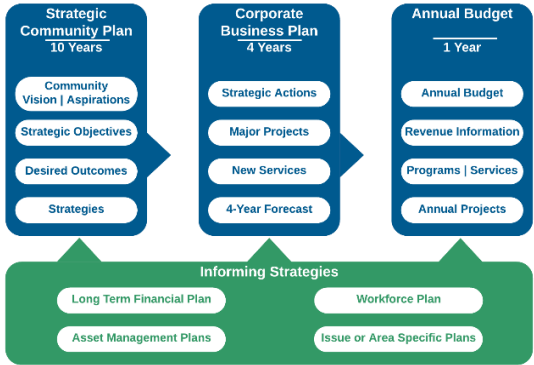 Strategic
Community Plan
10 Years
Community
Vision | Aspirations
Strategic Objectives
Desired Outcomes
Strategies
Corporate
Business Plan
4 Years
Strategic Actions
Major Projects
New Services
4-Year Forecast
Annual Budget
1 Year
Annual Budget
Revenue Information
Programs | Services
Annual Projects
Informing Strategies
Long Term Financial Plan
Workforce Plan
Asset Management Plans
Issue or Area Specific Plans